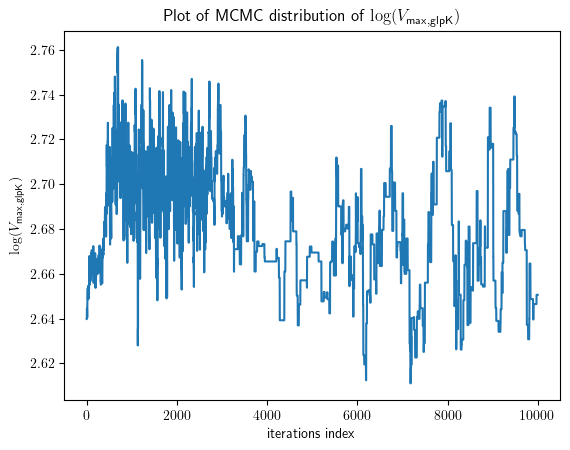 Plot of MCMC distribution of log(V_max,glpK)
log(V_max,glpK)
2.76
2.74
2.72
2.70
2.68
2.66
2.64
2.62
0 2000 4000 6000 8000 10000
iterations index